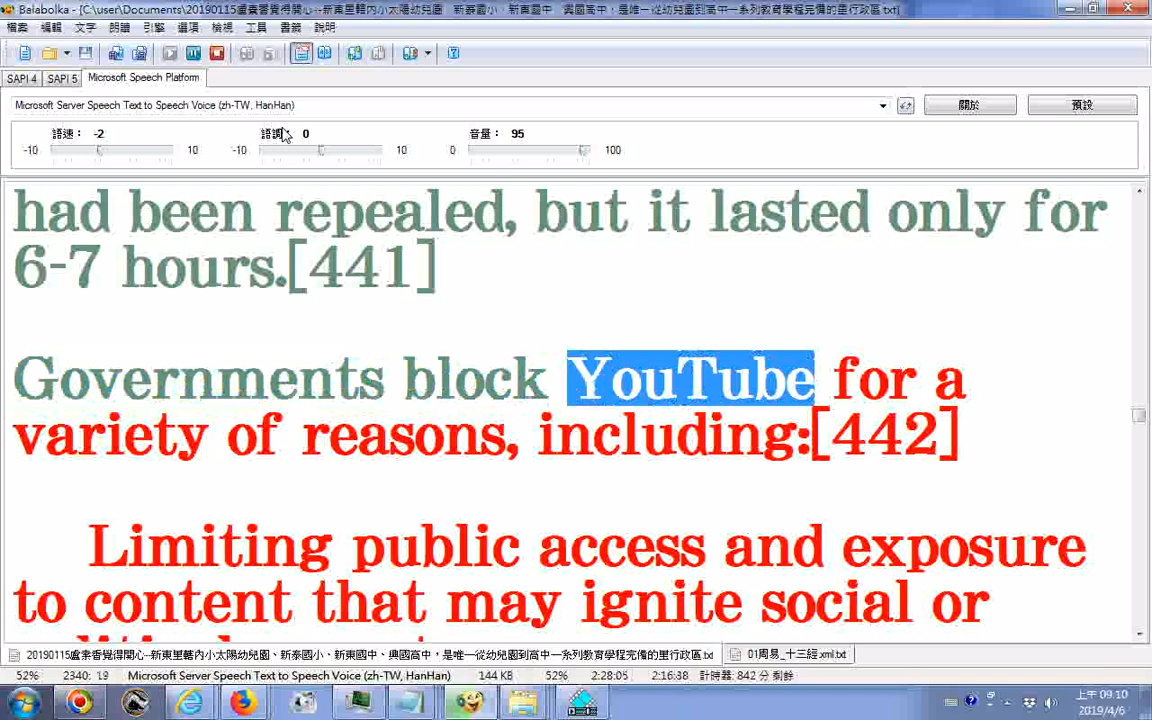 Balabolka - [C:\user\Documents\20190115盧素香覺得開心--新東里轄內小太陽幼兒園、新泰國小、新東國中、興國高中，是唯一從幼兒園到高中一系列教育學程完備的里行政區.txt]
檔案 編輯 文字 朗讀 引擎 選項 檢視 工具 書籤 說明
SAPI 4 SAPI 5 Microsoft Speech Platform
Microsoft Server Speech Text to Speech Voice (zh-TW, HanHan) 關於 預設
語速： -2 語調： 0 音量： 95
-10 10 -10 10 0 100
had been repealed, but it lasted only for
6-7 hours.[441]
Governments block YouTube for a
variety of reasons, including:[442]
Limiting public access and exposure
to content that may ignite social or
20190115盧素香覺得開心--新東里轄內小太陽幼兒園、新泰國小、新東國中、興國高中，是唯一從幼兒園到高中一系列教育學程完備的里行政區.txt 01周易_十三經.xml.txt
52% 2340: 19 Microsoft Server Speech Text to Speech Voice (zh-TW, HanHan) 144 KB 52% 2:28:05 2:16:38 計時器: 842 分 剩餘
上午 09:10
2019/4/6